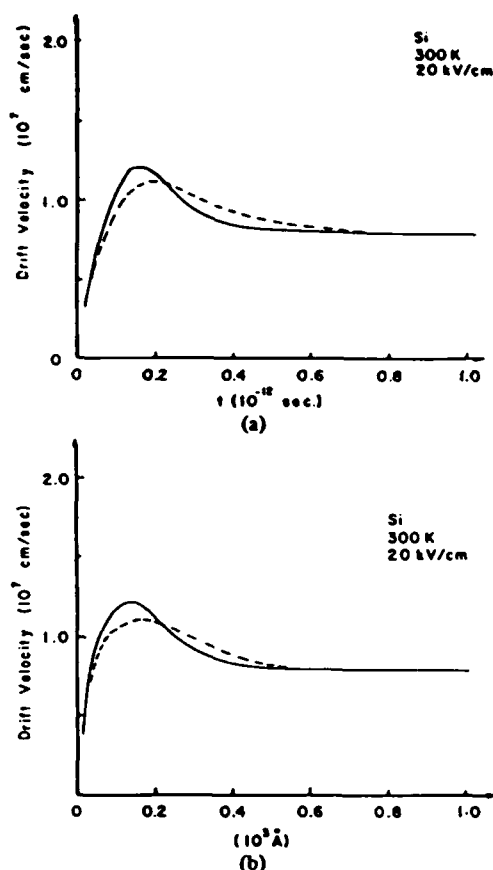 Si
300 K
20 kV/cm
Drift Velocity (10⁷ cm/sec)
2.0
1.0
0
0
0.2
0.4
0.6
0.8
1.0
t (10⁻¹² sec.)
(a)
Si
300 K
20 kV/cm
Drift Velocity (10⁷ cm/sec)
2.0
1.0
0
0.2
0.4
0.6
0.8
1.0
(10³Å)
(b)